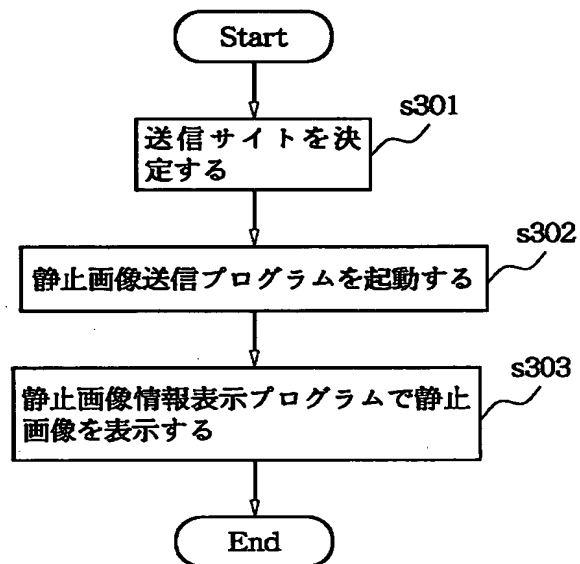 Start
s301
送信サイトを決
定する
s302
静止画像送信プログラムを起動する
s303
静止画像情報表示プログラムで静止
画像を表示する
End